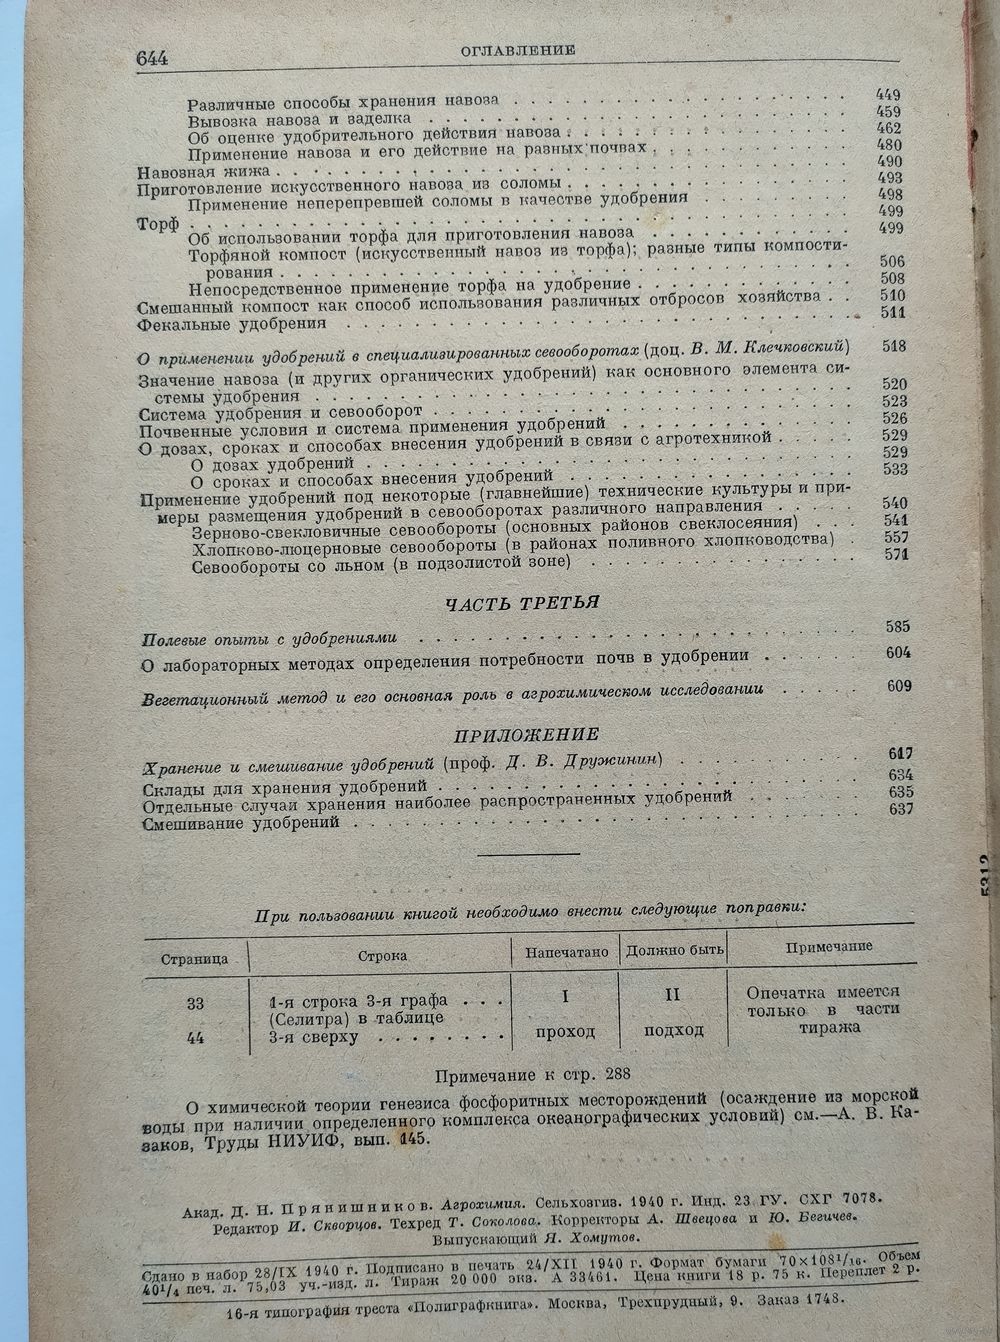 644
ОГЛАВЛЕНИЕ
Различные способы хранения навоза . . . . . . . . . . . . . . . . 449
Вывозка навоза и заделка . . . . . . . . . . . . . . . . 459
Об оценке удобрительного действия навоза . . . . . . . . . . . . 462
Применение навоза и его действие на разных почвах . . . . . . . . . 480
Навозная жижа . . . . . . . . . . . . . . . . 490
Приготовление искусственного навоза из соломы . . . . . . . . . . . . 493
Применение неперепревшей соломы в качестве удобрения . . . . . . . . 498
Торф . . . . . . . . . . . . . . . . 499
Об использовании торфа для приготовления навоза . . . . . . . . . . 499
Торфяной компост (искусственный навоз из торфа); разные типы компости-
рования . . . . . . . . . . . . . . . . 506
Непосредственное применение торфа на удобрение . . . . . . . . . . 508
Смешанный компост как способ использования различных отбросов хозяйства . . 510
Фекальные удобрения . . . . . . . . . . . . . . . . 511
О применении удобрений в специализированных севооборотах (доц. В. М. Клечковский) 518
Значение навоза (и других органических удобрений) как основного элемента си-
стемы удобрения . . . . . . . . . . . . . . . . 520
Система удобрения и севооборот . . . . . . . . . . . . . . . . 523
Почвенные условия и система применения удобрений . . . . . . . . . . 526
О дозах, сроках и способах внесения удобрений в связи с агротехникой . . . . . 529
О дозах удобрений . . . . . . . . . . . . . . . . 529
О сроках и способах внесения удобрений . . . . . . . . . . . . 533
Применение удобрений под некоторые (главнейшие) технические культуры и при-
меры размещения удобрений в севооборотах различного направления . . . . . 540
Зерново-свекловичные севообороты (основных районов свеклосеяния) . . . 541
Хлопково-люцерновые севообороты (в районах поливного хлопководства) . 557
Севообороты со льном (в подзолистой зоне) . . . . . . . . . . . . 571
ЧАСТЬ ТРЕТЬЯ
Полевые опыты с удобрениями . . . . . . . . . . . . . . . . 585
О лабораторных методах определения потребности почв в удобрении . . . . . . 604
Вегетационный метод и его основная роль в агрохимическом исследовании . . . . . 609
ПРИЛОЖЕНИЕ
Хранение и смешивание удобрений (проф. Д. В. Дружинин) . . . . . . . . . 617
Склады для хранения удобрений . . . . . . . . . . . . . . . . 634
Отдельные случаи хранения наиболее распространенных удобрений . . . . . . . 635
Смешивание удобрений . . . . . . . . . . . . . . . . 637
При пользовании книгой необходимо внести следующие поправки:
Страница Строка Напечатано Должно быть Примечание
33 1-я строка 3-я графа . . . I II Опечатка имеется
(Селитра) в таблице только в части
44 3-я сверху . . . . . . . . проход подход тиража
Примечание к стр. 288
О химической теории генезиса фосфоритных месторождений (осаждение из морской
воды при наличии определенного комплекса океанографических условий) см.—А. В. Ка-
заков, Труды НИУИФ, вып. 145.
Акад. Д. Н. Прянишников. Агрохимия. Сельхозгиз. 1940 г. Инд. 23 ГУ. СХГ 7078.
Редактор И. Скворцов. Техред Т. Соколова. Корректоры А. Швецова и Ю. Бегичев.
Выпускающий Я. Хомутов.
Сдано в набор 28/IX 1940 г. Подписано в печать 24/XII 1940 г. Формат бумаги 70×108¹/₁₆. Объем
40¹/₄ печ. л. 75,03 уч.-изд. л. Тираж 20 000 экз. А 33461. Цена книги 18 р. 75 к. Переплет 2 р.
16-я типография треста «Полиграфкнига». Москва, Трехпрудный, 9. Заказ 1748.